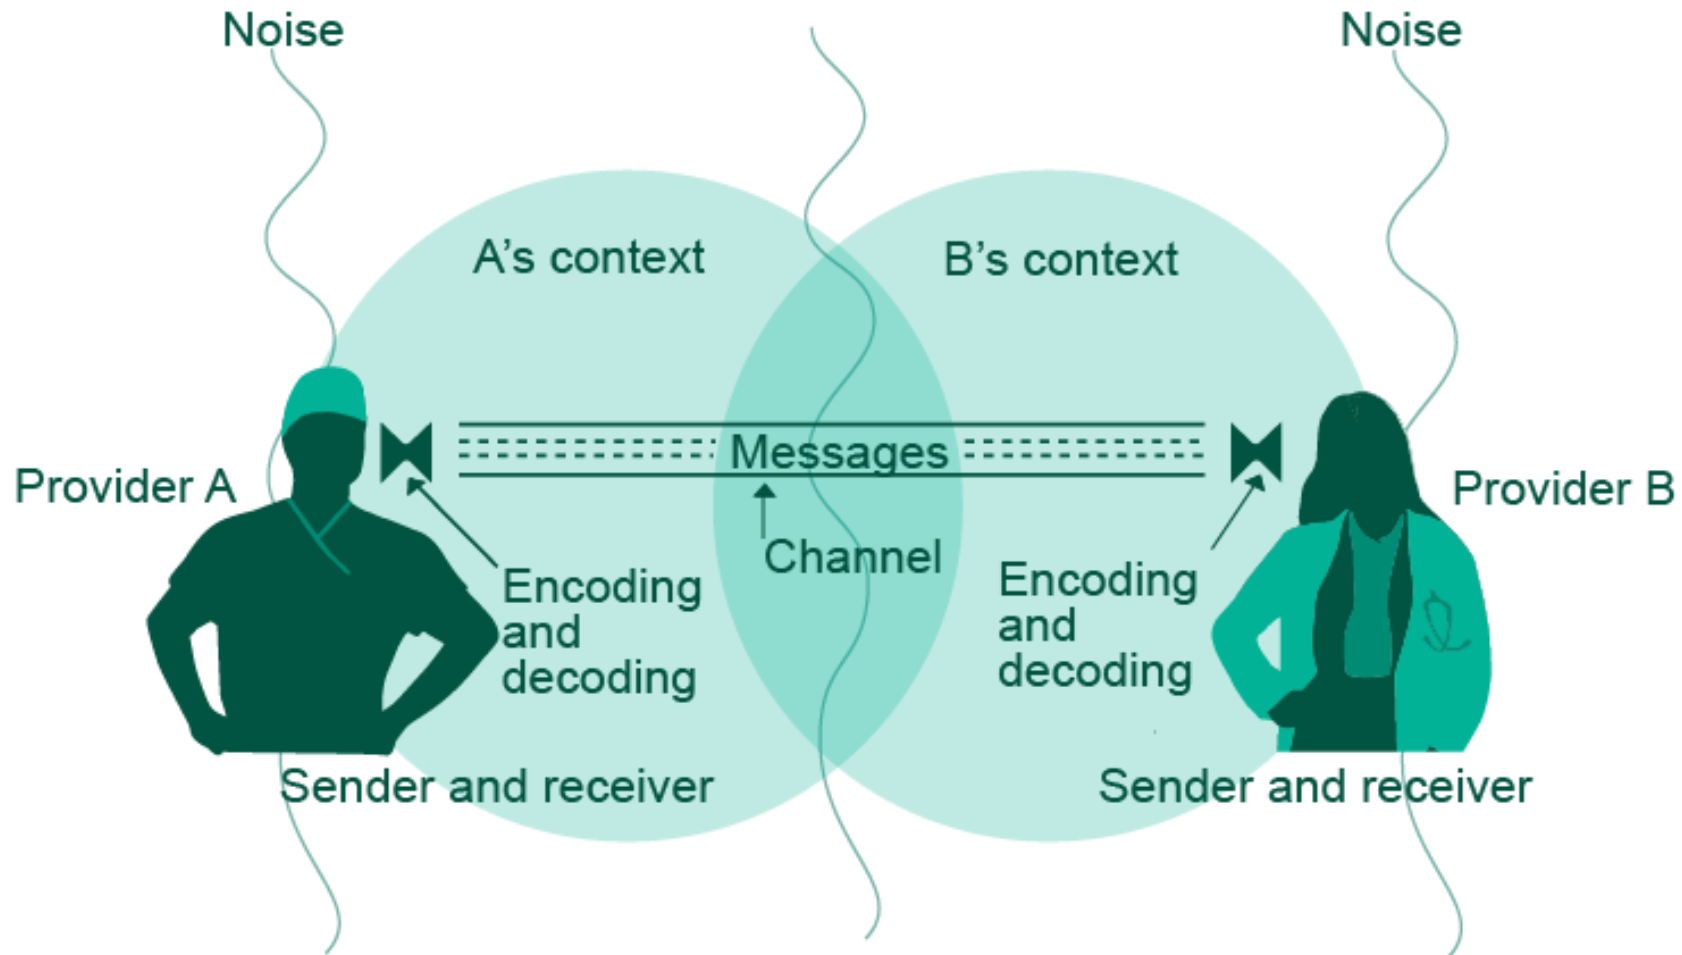 Noise
Noise
A’s context
B’s context
Messages
Provider A
Provider B
Channel
Encoding
and
decoding
Encoding
and
decoding
Sender and receiver
Sender and receiver